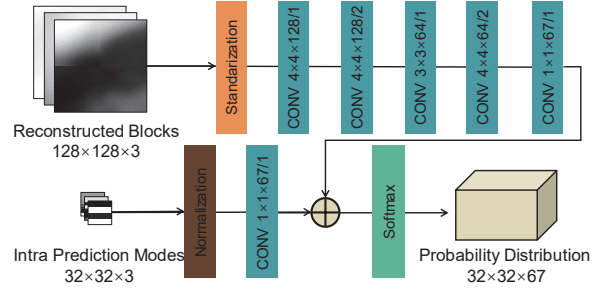 Standarization
CONV 4×4×128/1
CONV 4×4×128/2
CONV 3×3×64/1
CONV 4×4×64/2
CONV 1×1×67/1
Reconstructed Blocks
128×128×3
Normalization
CONV 1×1×67/1
Softmax
Intra Prediction Modes
32×32×3
Probability Distribution
32×32×67